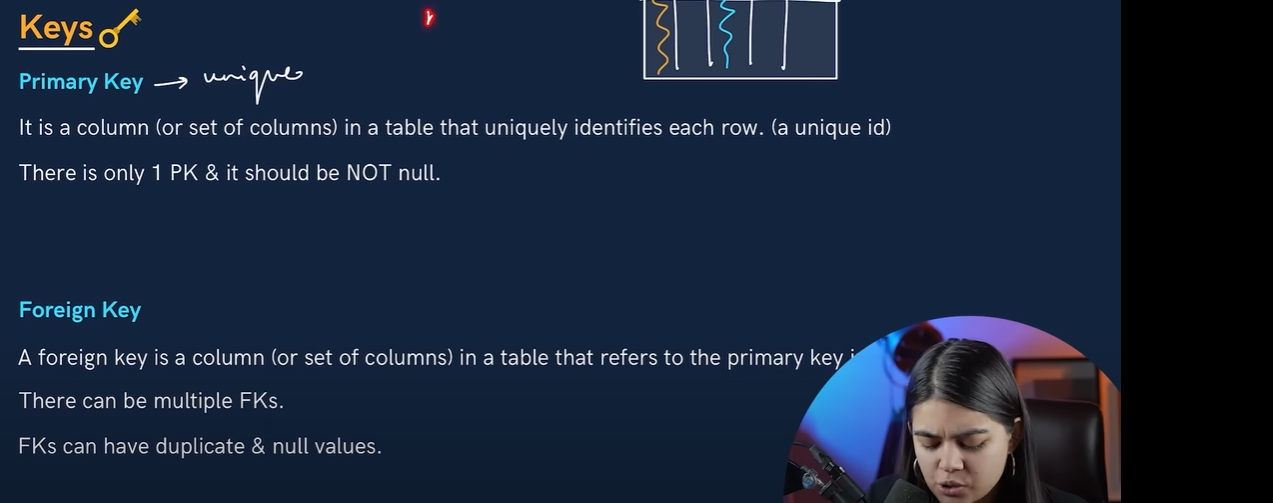 Keys
Primary Key → unique
It is a column (or set of columns) in a table that uniquely identifies each row. (a unique id)
There is only 1 PK & it should be NOT null.
Foreign Key
A foreign key is a column (or set of columns) in a table that refers to the primary key
There can be multiple FKs.
FKs can have duplicate & null values.